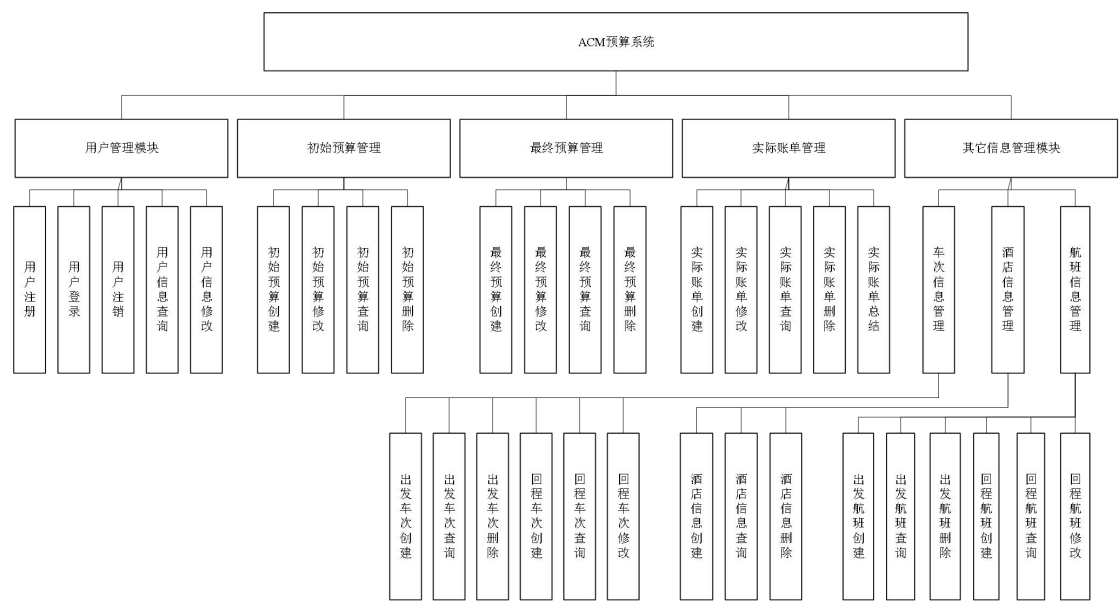 ACM预算系统
用户管理模块
初始预算管理
最终预算管理
实际账单管理
其它信息管理模块
用户注册
用户登录
用户注销
用户信息查询
用户信息修改
初始预算创建
初始预算修改
初始预算查询
初始预算删除
最终预算创建
最终预算修改
最终预算查询
最终预算删除
实际账单创建
实际账单修改
实际账单查询
实际账单删除
实际账单总结
车次信息管理
酒店信息管理
航班信息管理
出发车次创建
出发车次查询
出发车次删除
回程车次创建
回程车次查询
回程车次修改
酒店信息创建
酒店信息查询
酒店信息删除
出发航班创建
出发航班查询
出发航班删除
回程航班创建
回程航班查询
回程航班修改